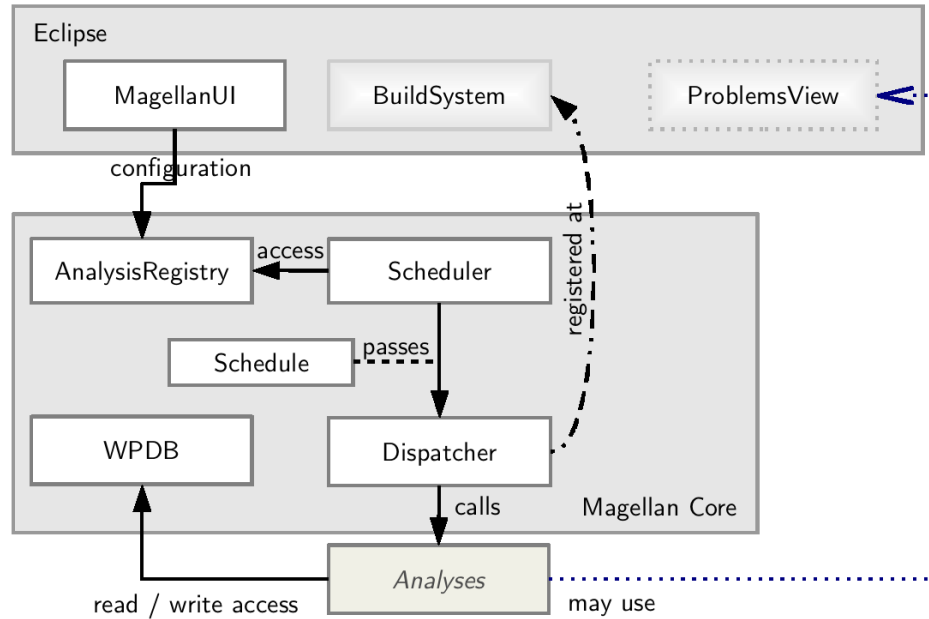 Eclipse
MagellanUI
BuildSystem
ProblemsView
configuration
registered at
AnalysisRegistry
access
Scheduler
Schedule
passes
WPDB
Dispatcher
calls
Magellan Core
Analyses
read / write access
may use